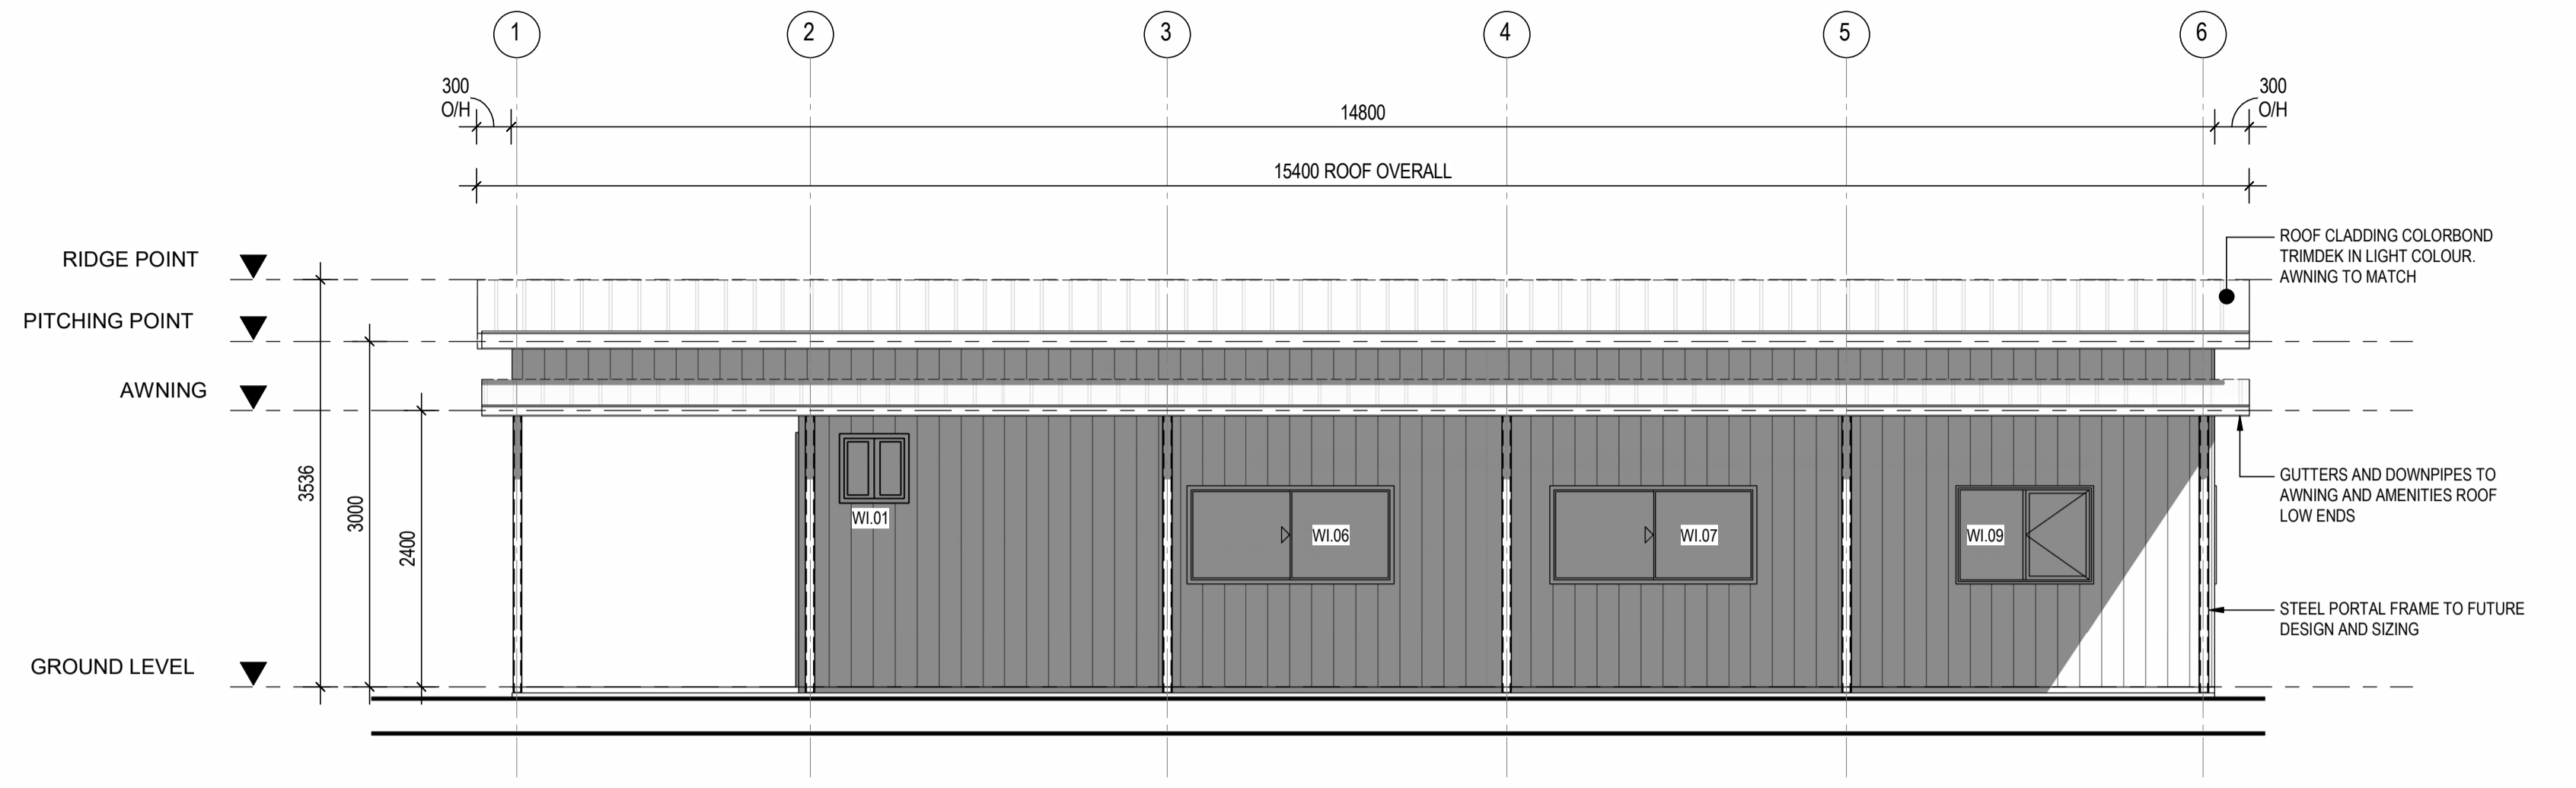 1 2 3 4 5 6
300
O/H
14800
300
O/H
15400 ROOF OVERALL
RIDGE POINT
PITCHING POINT
AWNING
GROUND LEVEL
3536
3000
2400
WI.01
WI.06
WI.07
WI.09
ROOF CLADDING COLORBOND
TRIMDEK IN LIGHT COLOUR.
AWNING TO MATCH
GUTTERS AND DOWNPIPES TO
AWNING AND AMENITIES ROOF
LOW ENDS
STEEL PORTAL FRAME TO FUTURE
DESIGN AND SIZING